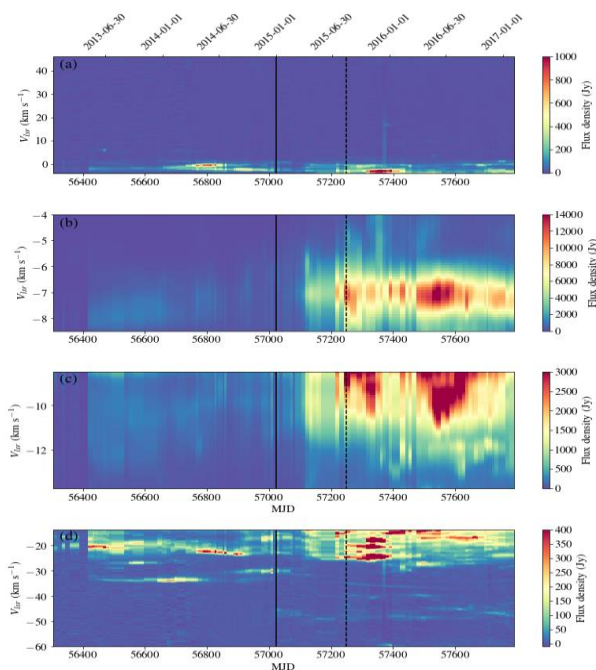 2013-06-30 2014-01-01 2014-06-30 2015-01-01 2015-06-30 2016-01-01 2016-06-30 2017-01-01
(a)
40
30
20
10
0
V_lsr (km s⁻¹)
56400 56600 56800 57000 57200 57400 57600
1000
800
600
400
200
0
Flux density (Jy)
(b)
−4
−5
−6
−7
−8
V_lsr (km s⁻¹)
56400 56600 56800 57000 57200 57400 57600
14000
12000
10000
8000
6000
4000
2000
0
Flux density (Jy)
(c)
−10
−12
V_lsr (km s⁻¹)
56400 56600 56800 57000 57200 57400 57600
MJD
3000
2500
2000
1500
1000
500
0
Flux density (Jy)
(d)
−20
−30
−40
−50
−60
V_lsr (km s⁻¹)
56400 56600 56800 57000 57200 57400 57600
MJD
400
350
300
250
200
150
100
50
0
Flux density (Jy)